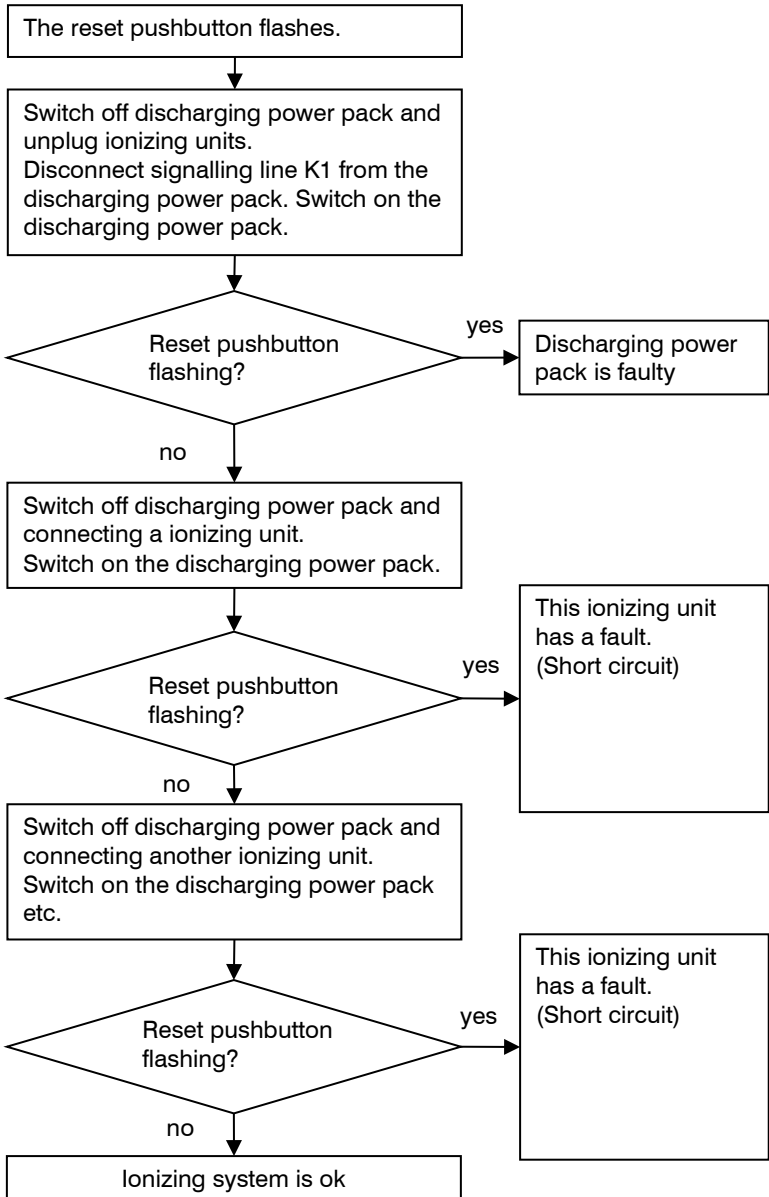 The reset pushbutton flashes.
Switch off discharging power pack and
unplug ionizing units.
Disconnect signalling line K1 from the
discharging power pack. Switch on the
discharging power pack.
Reset pushbutton
flashing?
yes
Discharging power
pack is faulty
no
Switch off discharging power pack and
connecting a ionizing unit.
Switch on the discharging power pack.
Reset pushbutton
flashing?
yes
This ionizing unit
has a fault.
(Short circuit)
no
Switch off discharging power pack and
connecting another ionizing unit.
Switch on the discharging power pack
etc.
Reset pushbutton
flashing?
yes
This ionizing unit
has a fault.
(Short circuit)
no
Ionizing system is ok